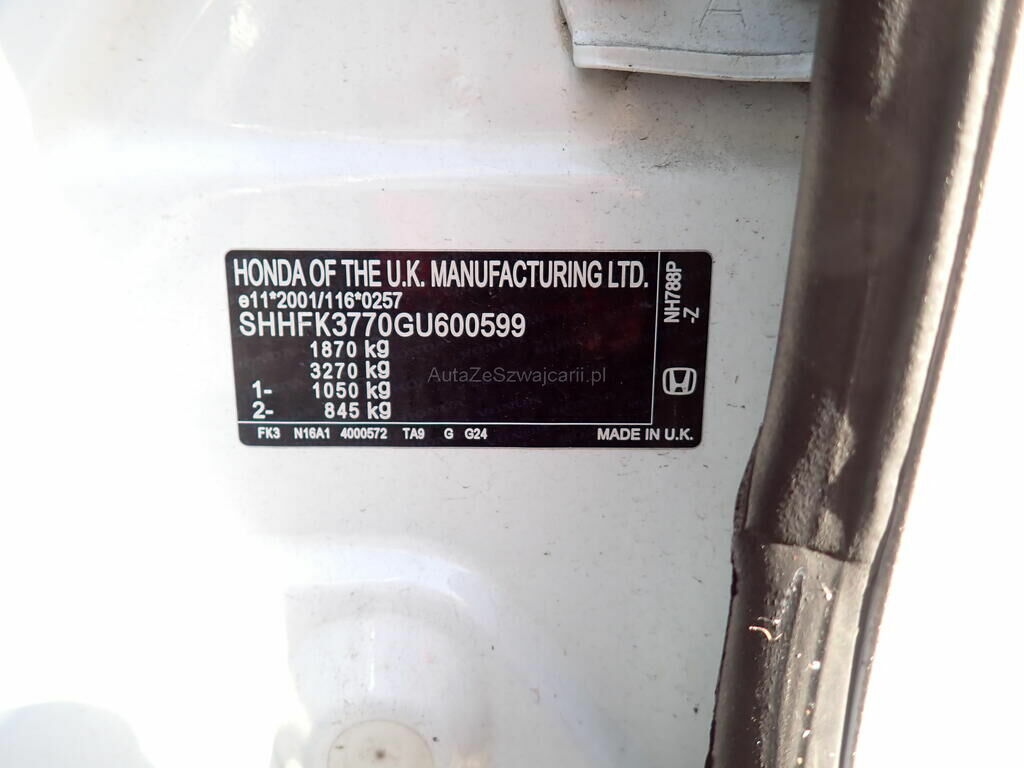 A
HONDA OF THE U.K. MANUFACTURING LTD.
e11*2001/116*0257
SHHFK3770GU600599
1870 kg
3270 kg
1- 1050 kg
2- 845 kg
FK3 N16A1 4000572 TA9 G G24 MADE IN U.K.
NH788P
-Z
AutaZeSzwajcarii.pl